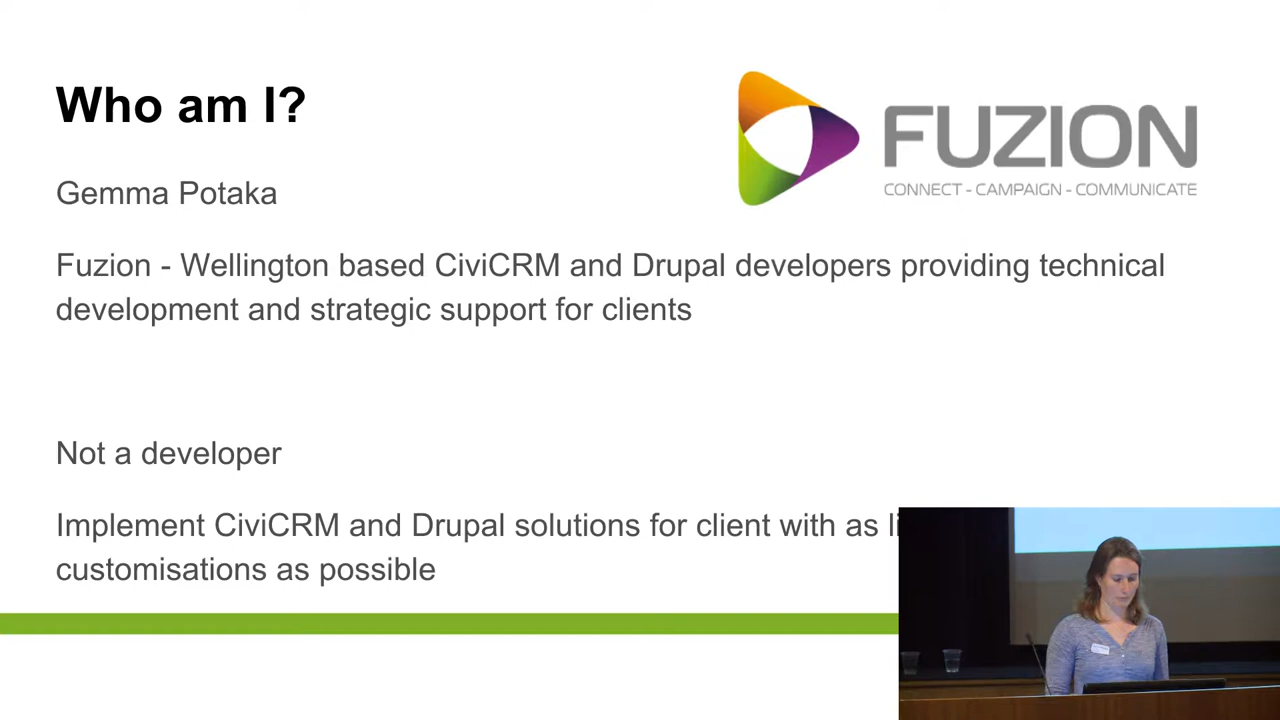 Who am I?
FUZION
CONNECT - CAMPAIGN - COMMUNICATE
Gemma Potaka
Fuzion - Wellington based CiviCRM and Drupal developers providing technical
development and strategic support for clients
Not a developer
Implement CiviCRM and Drupal solutions for client with as
customisations as possible